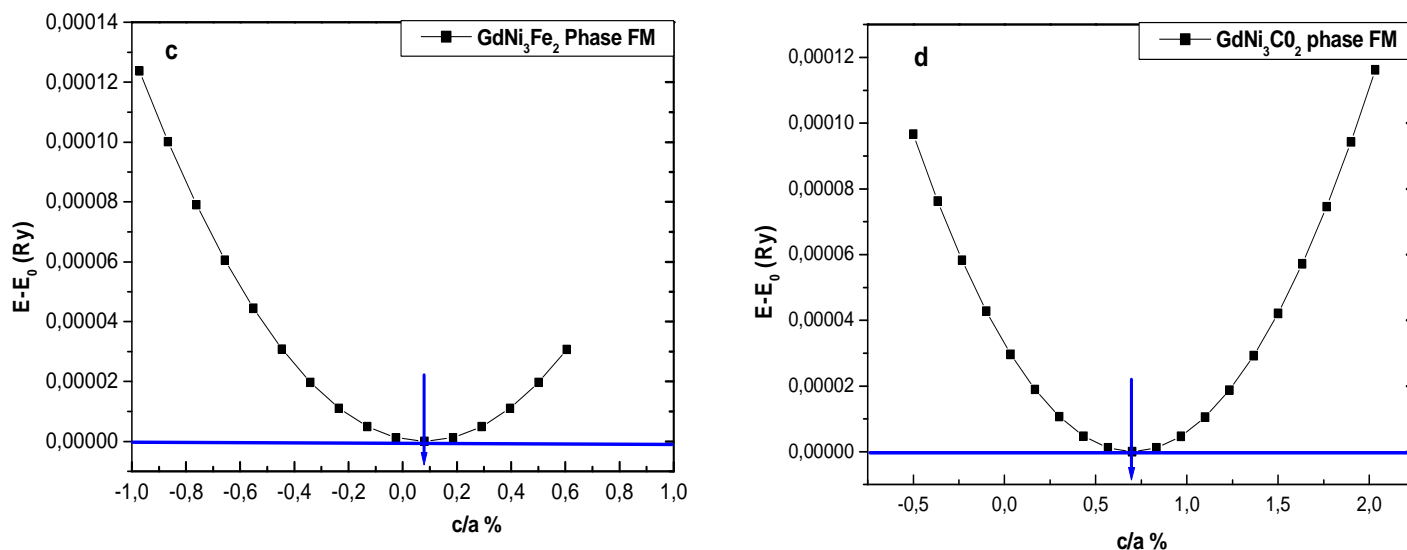 c
GdNi₃Fe₂ Phase FM
0,00014
0,00012
0,00010
0,00008
0,00006
0,00004
0,00002
0,00000
E-E₀ (Ry)
-1,0 -0,8 -0,6 -0,4 -0,2 0,0 0,2 0,4 0,6 0,8 1,0
c/a %
d
GdNi₃C0₂ phase FM
0,00012
0,00010
0,00008
0,00006
0,00004
0,00002
0,00000
E-E₀ (Ry)
-0,5 0,0 0,5 1,0 1,5 2,0
c/a %